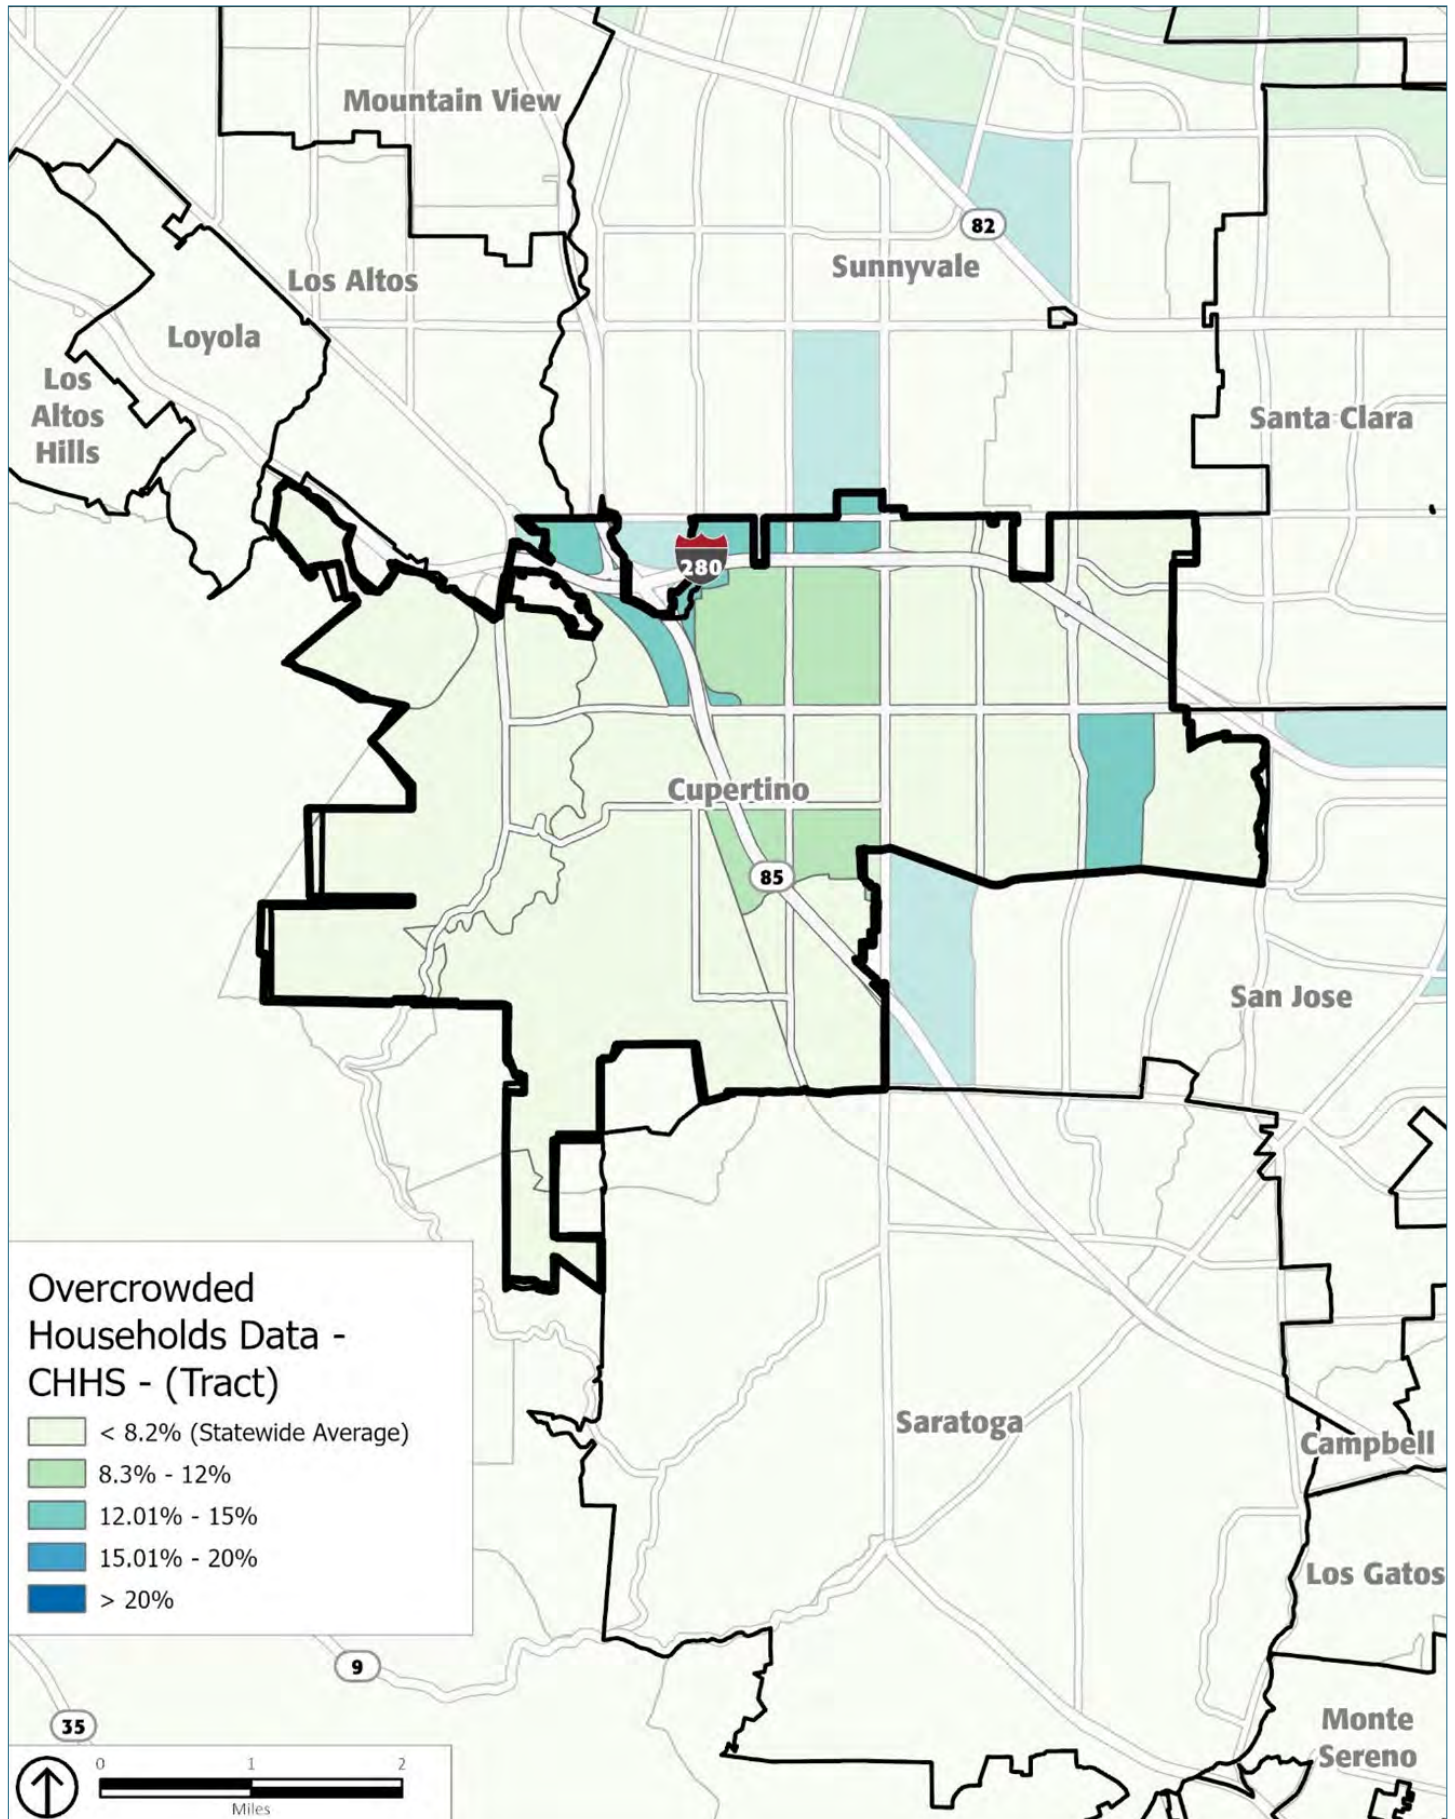 Mountain View
82
Sunnyvale
Los Altos
Loyola
Los
Altos
Hills
Santa Clara
280
Cupertino
85
San Jose
Overcrowded
Households Data -
CHHS - (Tract)
< 8.2% (Statewide Average)
8.3% - 12%
12.01% - 15%
15.01% - 20%
> 20%
Saratoga
Campbell
Los Gatos
9
35
Monte
Sereno
0 1 2
Miles